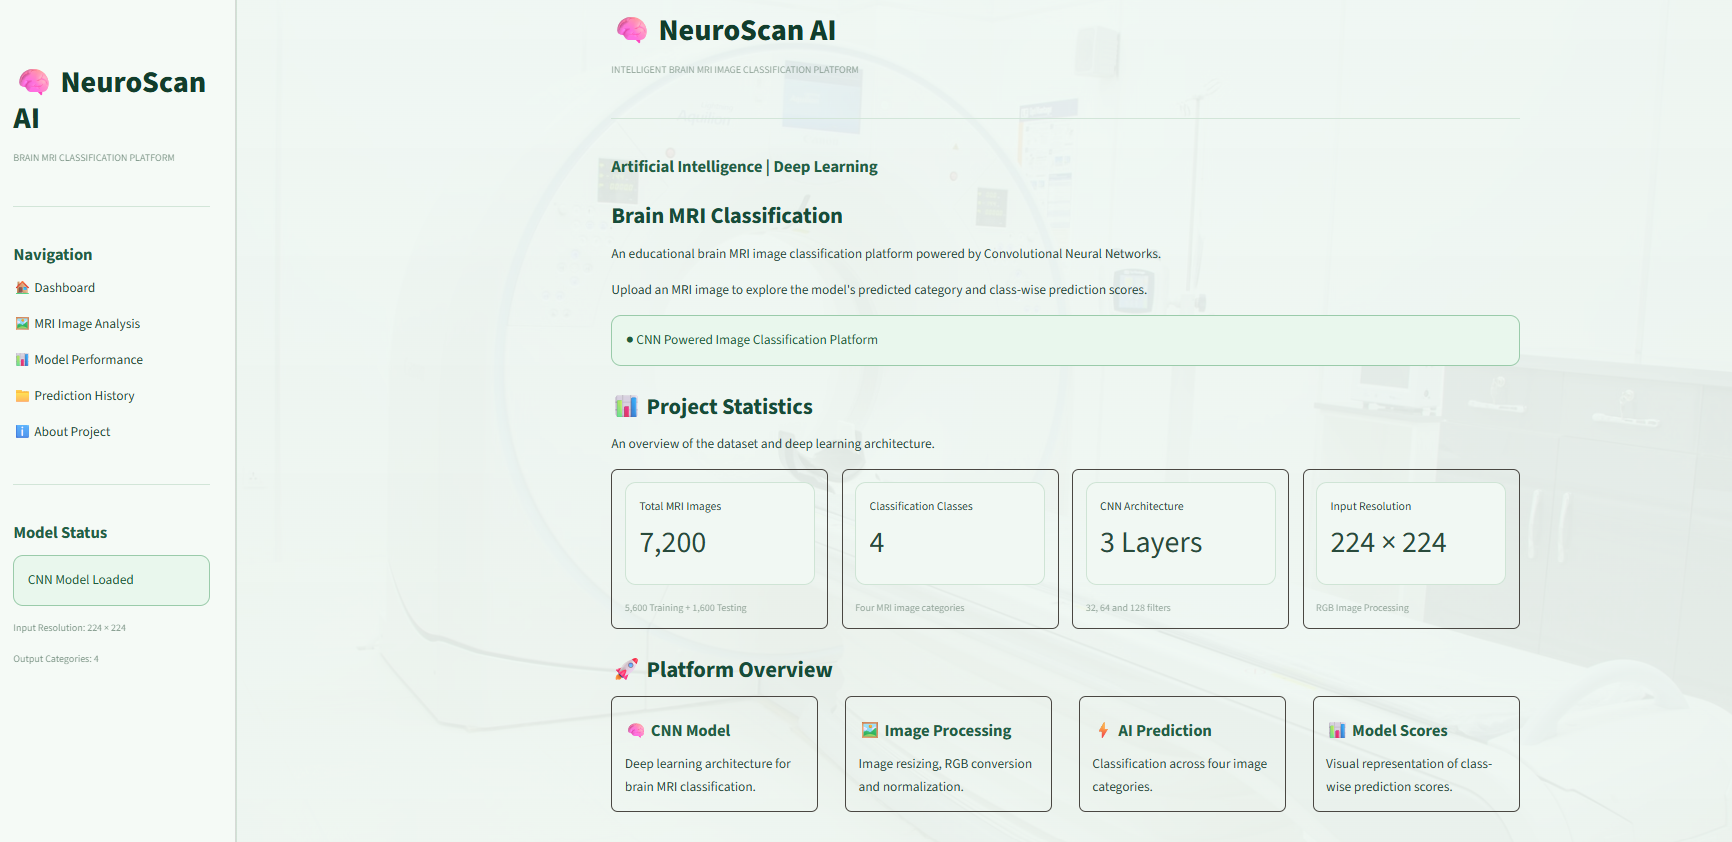 NeuroScan
AI
BRAIN MRI CLASSIFICATION PLATFORM
Navigation
Dashboard
MRI Image Analysis
Model Performance
Prediction History
About Project
Model Status
CNN Model Loaded
Input Resolution: 224 × 224
Output Categories: 4
NeuroScan AI
INTELLIGENT BRAIN MRI IMAGE CLASSIFICATION PLATFORM
Artificial Intelligence | Deep Learning
Brain MRI Classification
An educational brain MRI image classification platform powered by Convolutional Neural Networks.
Upload an MRI image to explore the model's predicted category and class-wise prediction scores.
● CNN Powered Image Classification Platform
Project Statistics
An overview of the dataset and deep learning architecture.
Total MRI Images
7,200
5,600 Training + 1,600 Testing
Classification Classes
4
Four MRI image categories
CNN Architecture
3 Layers
32, 64 and 128 filters
Input Resolution
224 × 224
RGB Image Processing
Platform Overview
CNN Model
Deep learning architecture for
brain MRI classification.
Image Processing
Image resizing, RGB conversion
and normalization.
AI Prediction
Classification across four image
categories.
Model Scores
Visual representation of class-
wise prediction scores.